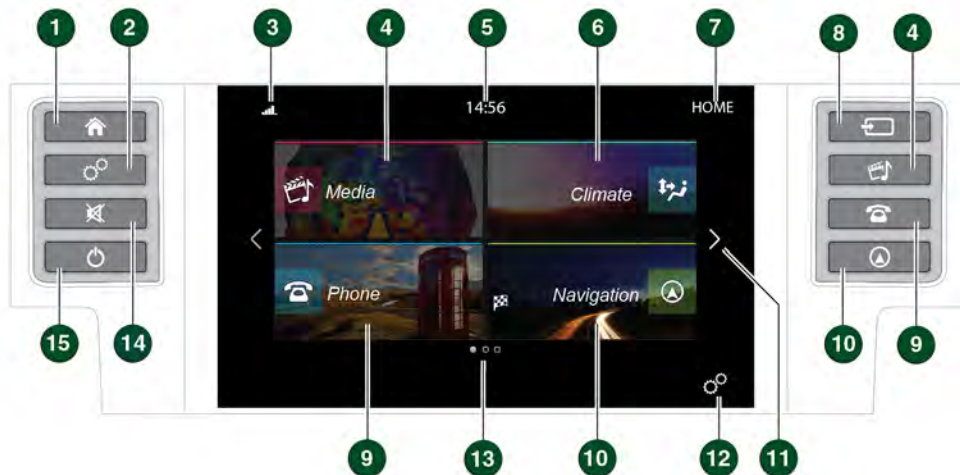 1 2 3 4 5 6 7 8 4
14:56 HOME
Media Climate
Phone Navigation
15 14 10 9
9 13 10 12 11